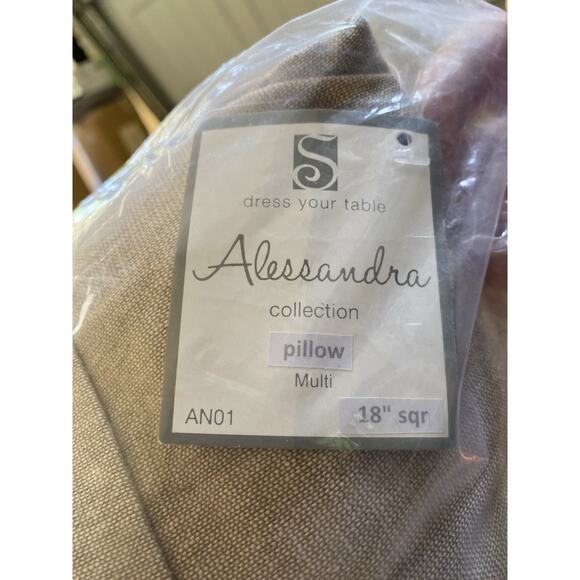 S
dress your table
Alessandra
collection
pillow
Multi
AN01
18" sqr